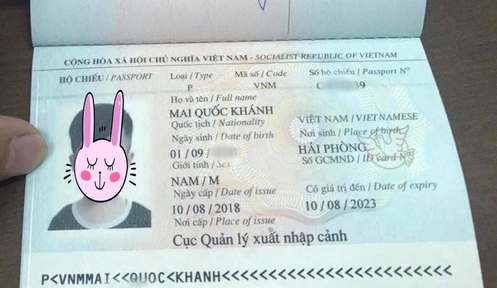 CỘNG HÒA XÃ HỘI CHỦ NGHĨA VIỆT NAM - SOCIALIST REPUBLIC OF VIETNAM
HỘ CHIẾU / PASSPORT Loại / Type Mã số / Code Số hộ chiếu / Passport Nº
P VNM C 9
Họ và tên / Full name
MAI QUỐC KHÁNH
Quốc tịch / Nationality VIỆT NAM / VIETNAMESE
Ngày sinh / Date of birth Nơi sinh / Place of birth
01 / 09 / HẢI PHÒNG
Giới tính / Sex Số GCMND / ID card Nº
NAM / M
Ngày cấp / Date of issue Có giá trị đến / Date of expiry
10 / 08 / 2018 10 / 08 / 2023
Nơi cấp / Place of issue
Cục Quản lý xuất nhập cảnh
P<VNMMAI<<QUOC<KHANH<<<<<<<<<<<<<<<<<<<<<<<<